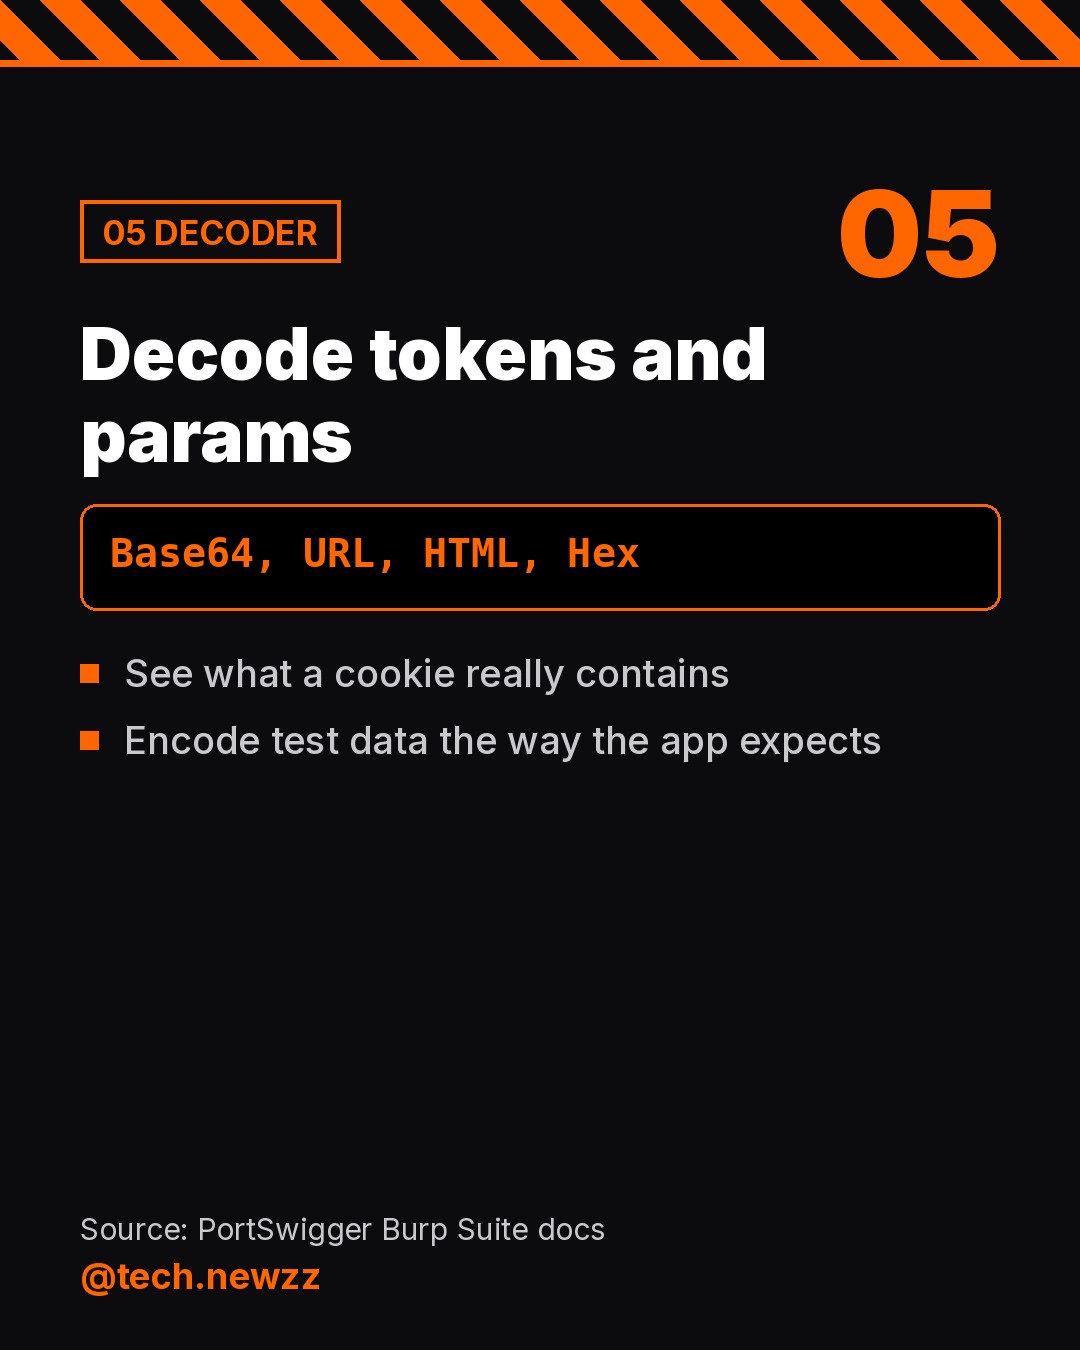 05 DECODER
05
Decode tokens and
params
Base64, URL, HTML, Hex
See what a cookie really contains
Encode test data the way the app expects
Source: PortSwigger Burp Suite docs
@tech.newzz